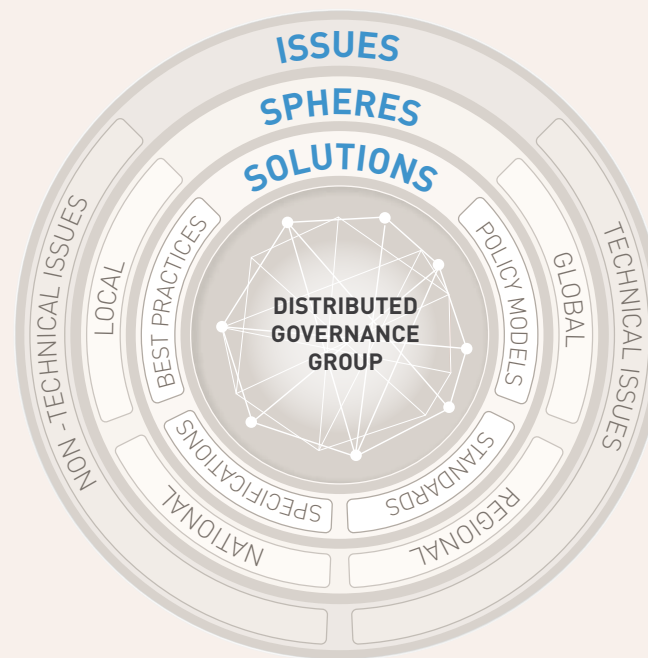 ISSUES
SPHERES
SOLUTIONS
NON - TECHNICAL ISSUES
TECHNICAL ISSUES
LOCAL
NATIONAL
REGIONAL
GLOBAL
BEST PRACTICES
SPECIFICATIONS
STANDARDS
POLICY MODELS
DISTRIBUTED
GOVERNANCE
GROUP